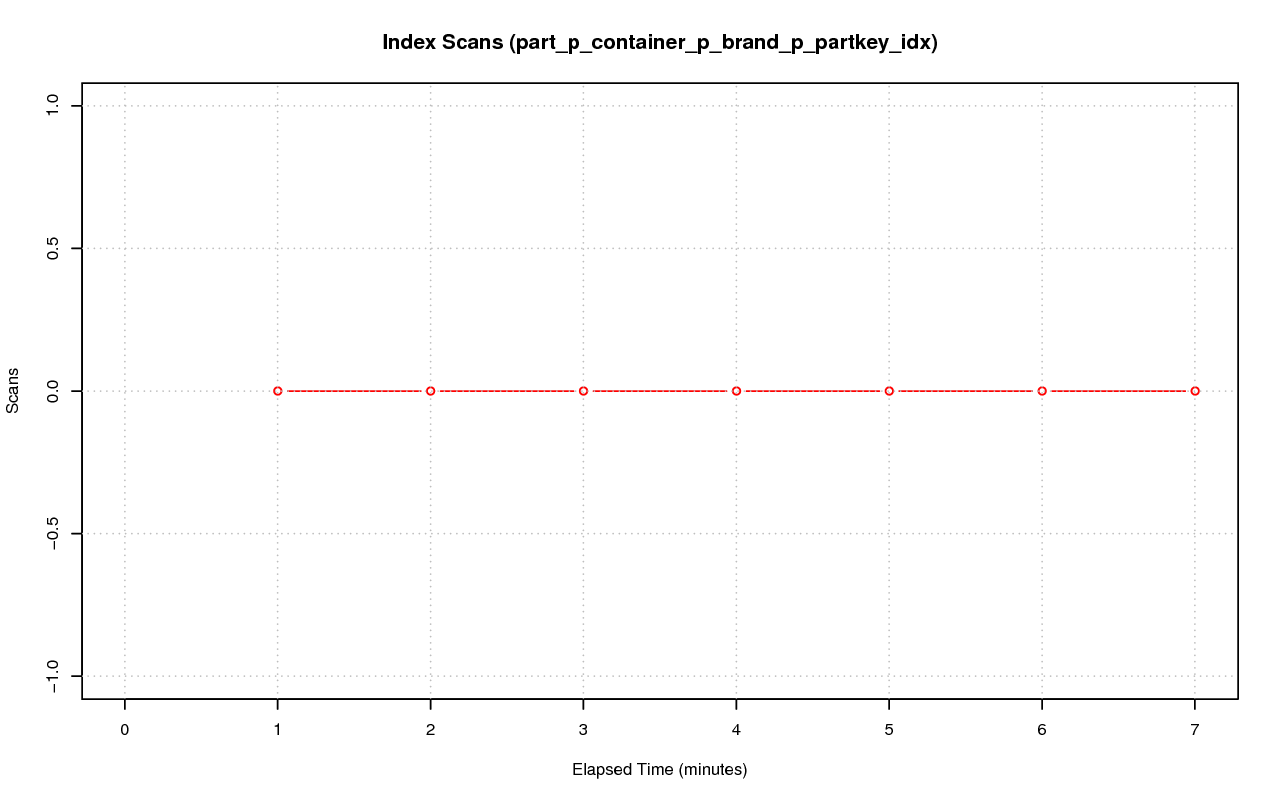 Index Scans (part_p_container_p_brand_p_partkey_idx)
1.0
0.5
0.0
−0.5
−1.0
Scans
0 1 2 3 4 5 6 7
Elapsed Time (minutes)